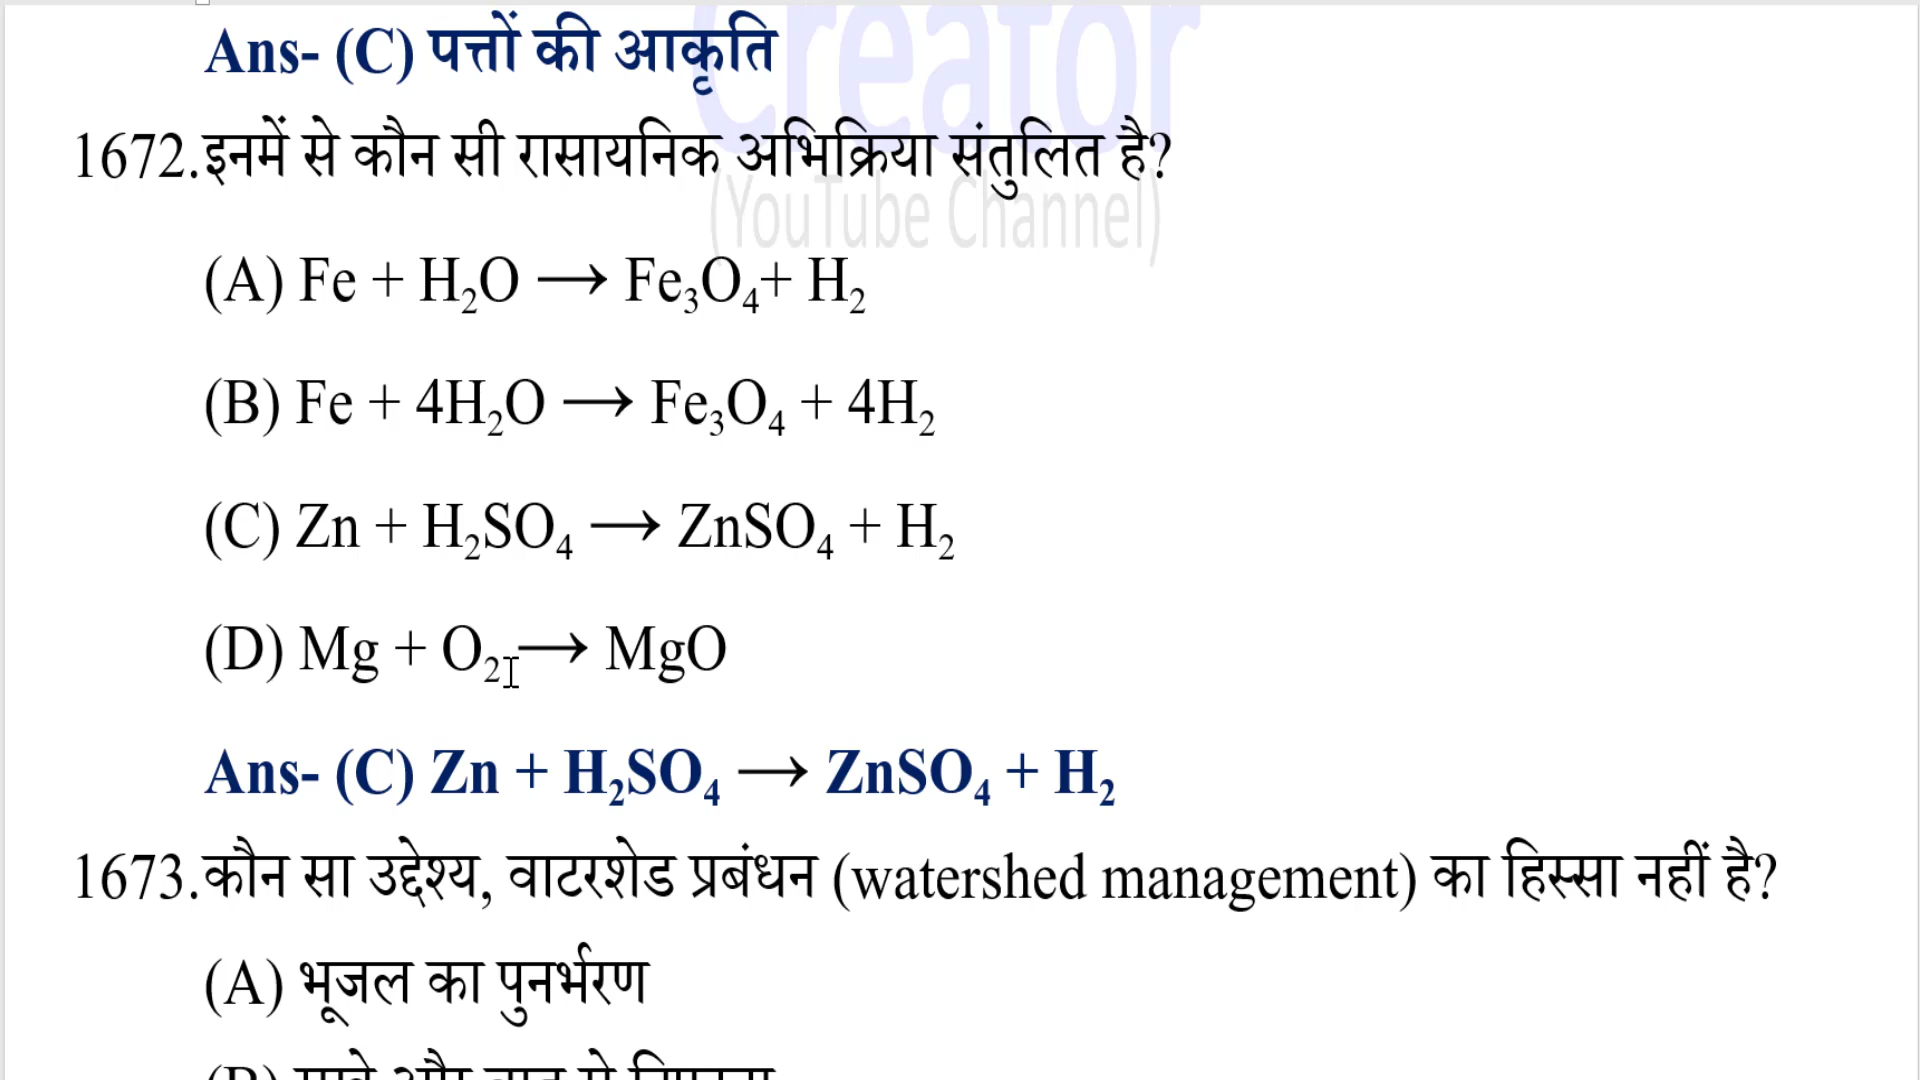 Creator
Ans- (C) पत्तों की आकृति
1672.इनमें से कौन सी रासायनिक अभिक्रिया संतुलित है?
(YouTube Channel)
(A) Fe + H₂O ⟶ Fe₃O₄+ H₂
(B) Fe + 4H₂O ⟶ Fe₃O₄ + 4H₂
(C) Zn + H₂SO₄ ⟶ ZnSO₄ + H₂
(D) Mg + O₂⟶ MgO
Ans- (C) Zn + H₂SO₄ ⟶ ZnSO₄ + H₂
1673.कौन सा उद्देश्य, वाटरशेड प्रबंधन (watershed management) का हिस्सा नहीं है?
(A) भूजल का पुनर्भरण
(B)